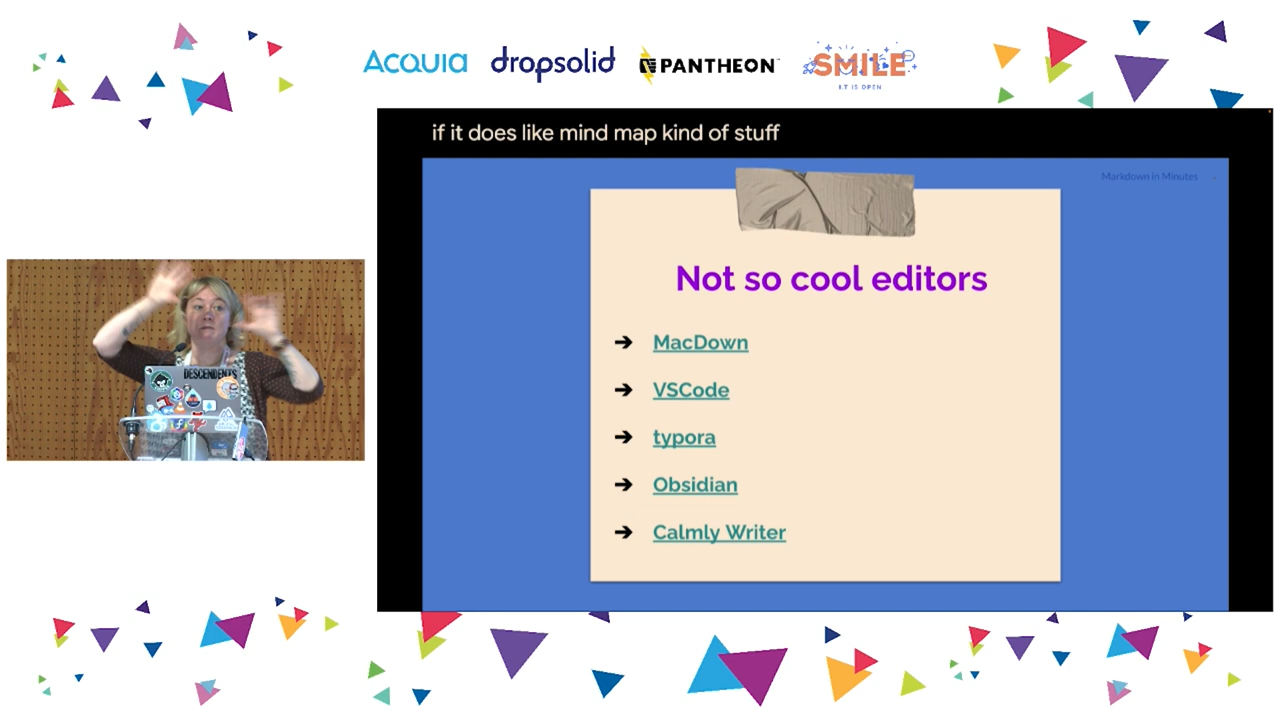 ACQUIA dropsolid PANTHEON SMILE
I.T IS OPEN
if it does like mind map kind of stuff
Markdown in Minutes
Not so cool editors
➔ MacDown
➔ VSCode
➔ typora
➔ Obsidian
➔ Calmly Writer
DESCENDENTS